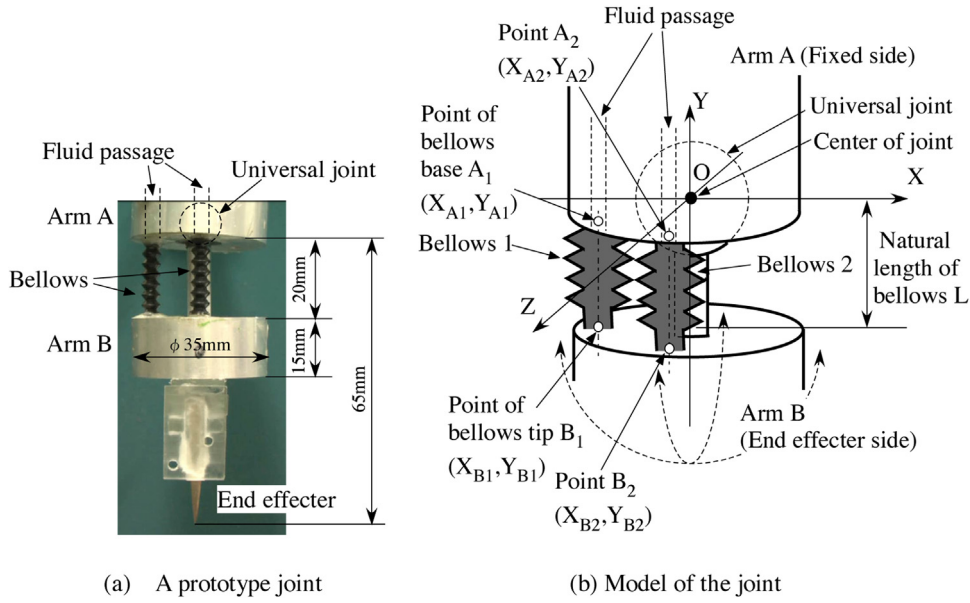 Fluid passage
Universal joint
Arm A
Bellows
Arm B
20mm
ϕ 35mm
15mm
65mm
End effecter
(a) A prototype joint
Fluid passage
Point A2
(XA2,YA2)
Arm A (Fixed side)
Point of
bellows
base A1
(XA1,YA1)
Y
Universal joint
Center of joint
O
X
Bellows 1
Bellows 2
Natural
length of
bellows L
Z
Point of
bellows tip B1
(XB1,YB1)
Point B2
(XB2,YB2)
Arm B
(End effecter side)
(b) Model of the joint